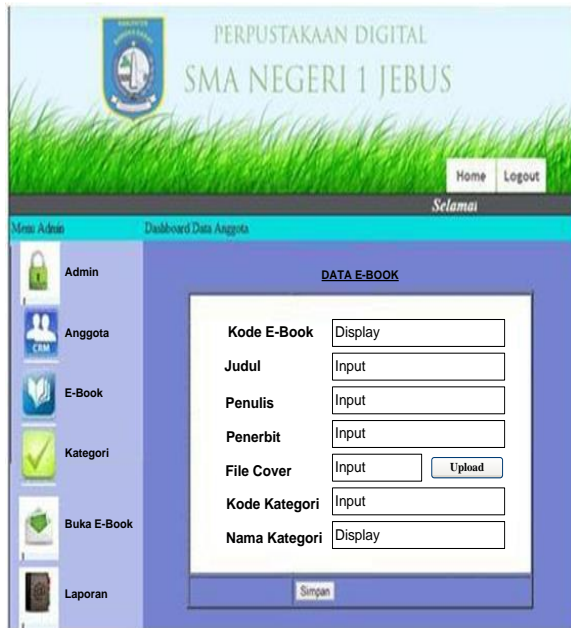 PERPUSTAKAAN DIGITAL
SMA NEGERI 1 JEBUS
Home Logout
Selamat
Menu Admin Dashboard Data Anggota
Admin
Anggota
CRM
E-Book
Kategori
Buka E-Book
Laporan
DATA E-BOOK
Kode E-Book Display
Judul Input
Penulis Input
Penerbit Input
File Cover Input Upload
Kode Kategori Input
Nama Kategori Display
Simpan